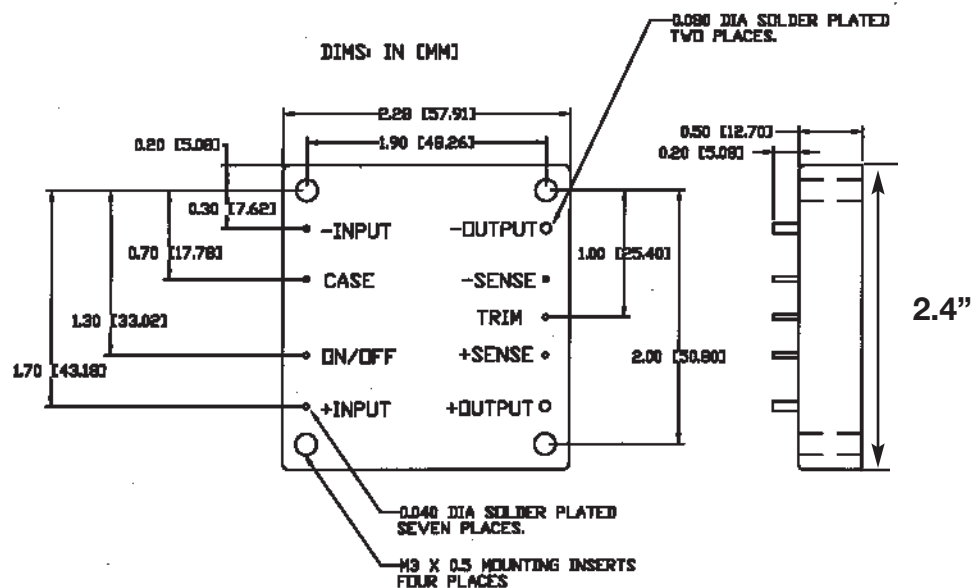 0.080 DIA SOLDER PLATED
TWO PLACES.
DIMS: IN [MM]
2.28 [57.91]
1.90 [48.26]
0.20 [5.08]
0.50 [12.70]
0.20 [5.08]
0.30 [7.62]
-INPUT
-OUTPUT
0.70 [17.78]
1.00 [25.40]
CASE
-SENSE
TRIM
2.4”
1.30 [33.02]
ON/OFF
+SENSE
2.00 [50.80]
1.70 [43.18]
+INPUT
+OUTPUT
0.040 DIA SOLDER PLATED
SEVEN PLACES.
M3 X 0.5 MOUNTING INSERTS
FOUR PLACES